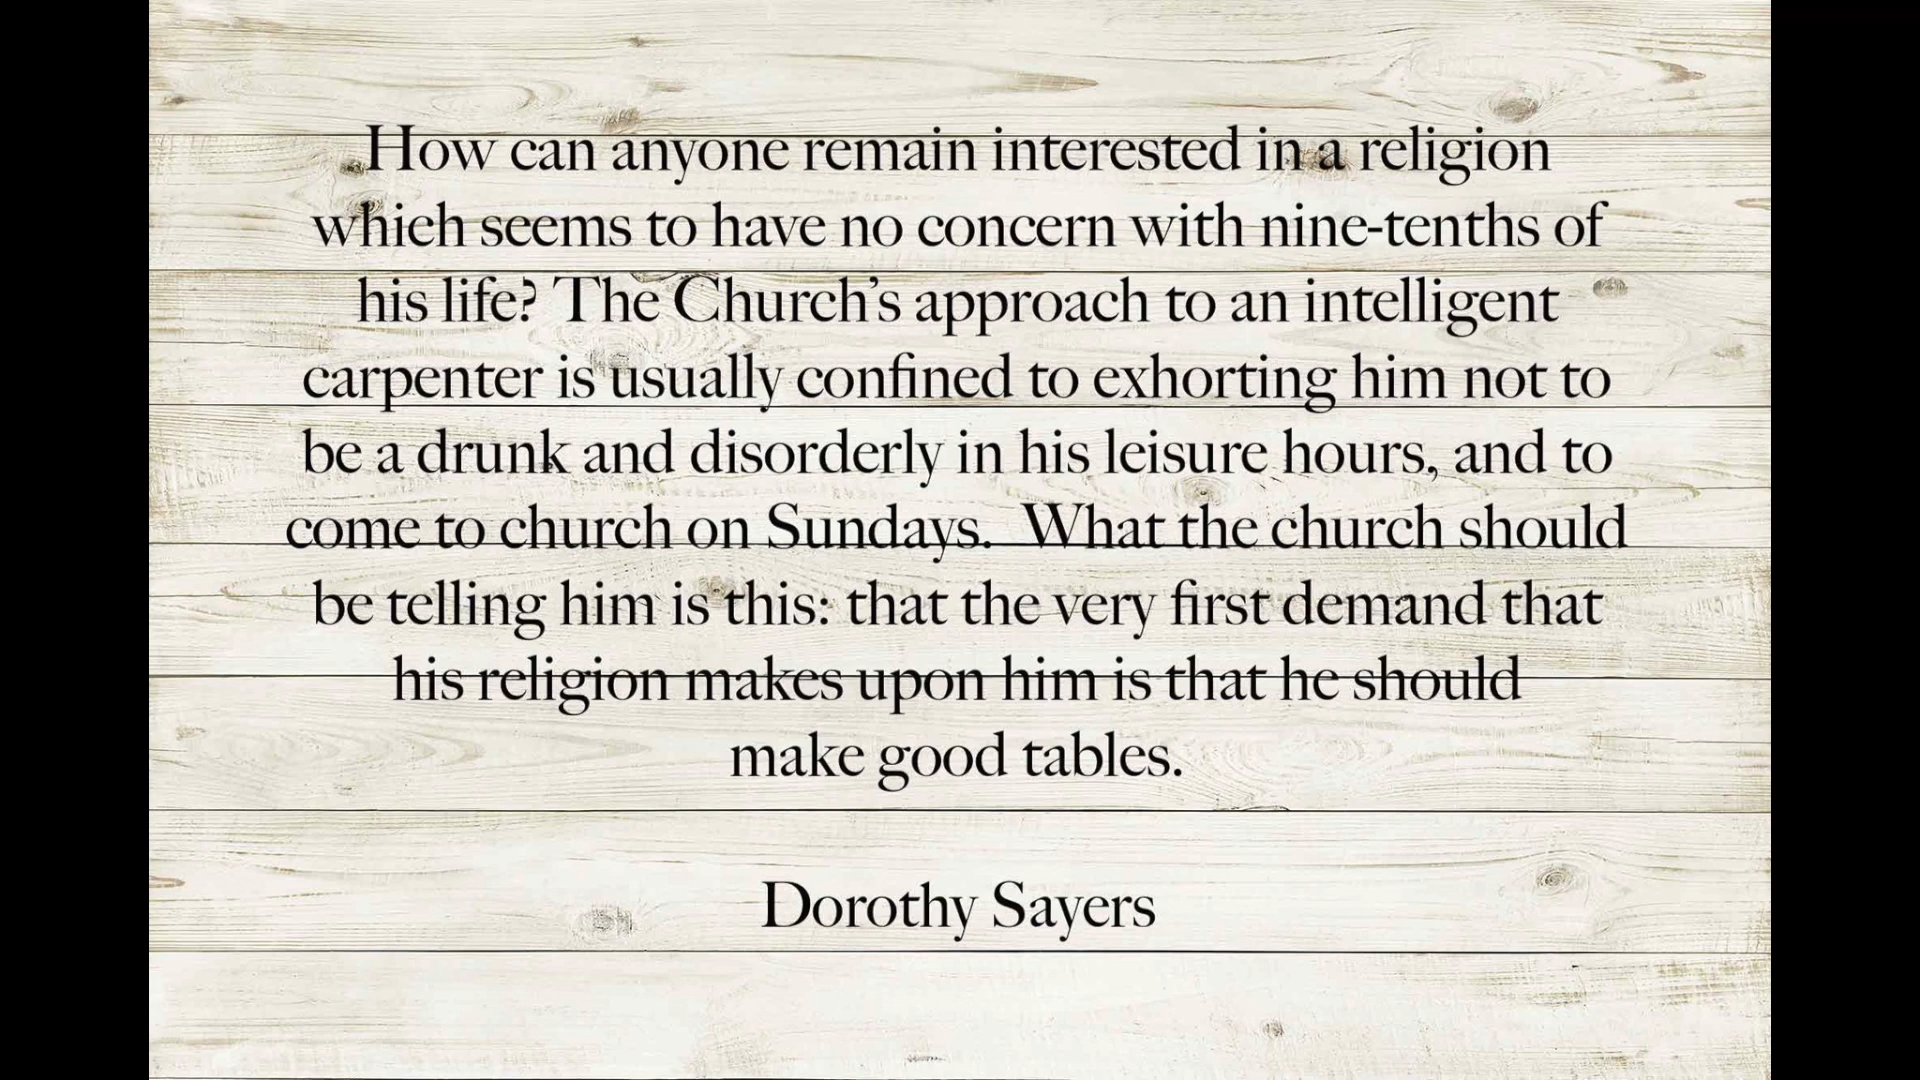 How can anyone remain interested in a religion
which seems to have no concern with nine-tenths of
his life? The Church’s approach to an intelligent
carpenter is usually confined to exhorting him not to
be a drunk and disorderly in his leisure hours, and to
come to church on Sundays.  What the church should
be telling him is this: that the very first demand that
his religion makes upon him is that he should
make good tables.
Dorothy Sayers